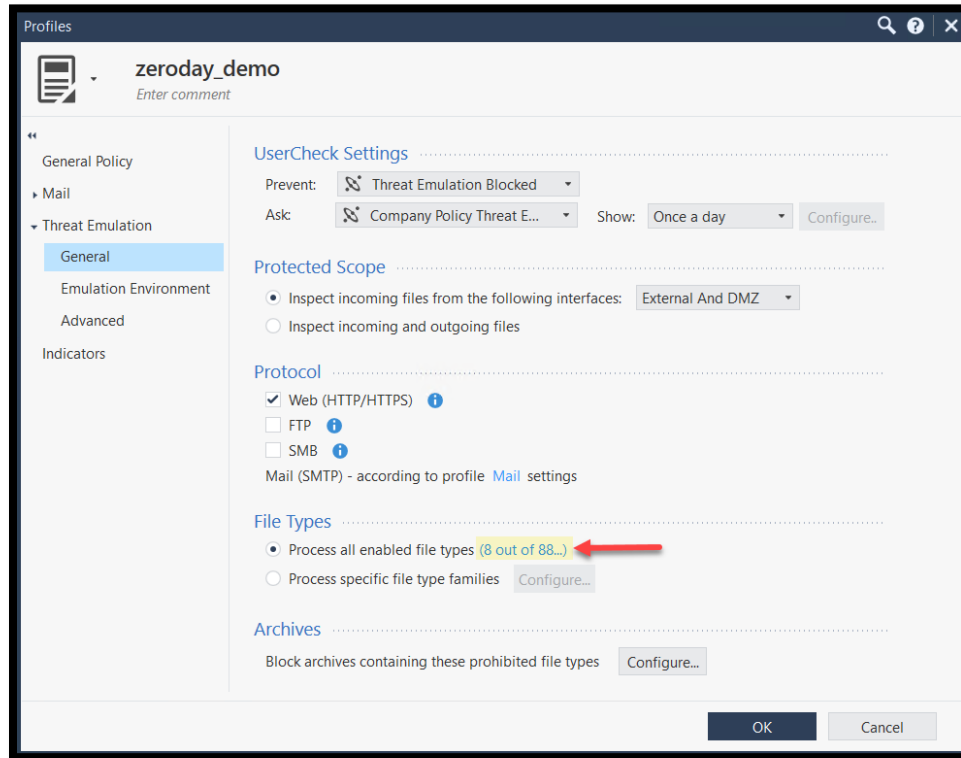 Profiles
zeroday_demo
Enter comment
General Policy
Mail
Threat Emulation
General
Emulation Environment
Advanced
Indicators
UserCheck Settings
Prevent: Threat Emulation Blocked
Ask: Company Policy Threat E... Show: Once a day Configure..
Protected Scope
Inspect incoming files from the following interfaces: External And DMZ
Inspect incoming and outgoing files
Protocol
Web (HTTP/HTTPS)
FTP
SMB
Mail (SMTP) - according to profile Mail settings
File Types
Process all enabled file types (8 out of 88...)
Process specific file type families Configure...
Archives
Block archives containing these prohibited file types Configure...
OK Cancel